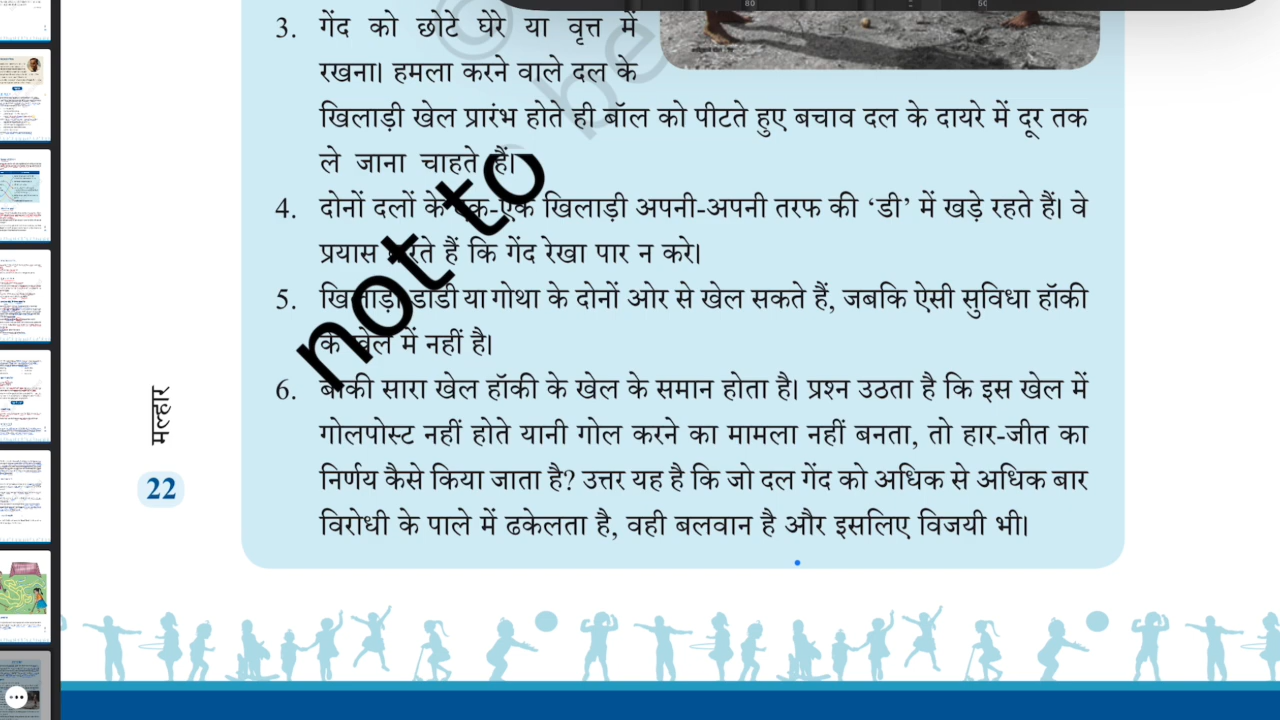 80
50
3. गेंद को छोटे घेरे या वृत्त में
रखना। हमला करने वाले दल के
खिलाड़ी खेल प्रारंभ होते ही बॉल को पीटते हुए बचाव दल के दायरे में दूर तक
ले जाना चाहते हैं।
4. दोनों दलों के एक-एक खिलाड़ी अपनी-अपनी तरफ की ‘डी’ में खड़े रहते हैं। वे
प्रयास करते हैं कि गेंद रेखा पार न करे।
5. खिलाड़ी डांडी या गोथा के दोनों ओर से खेल सकते हैं, जबकि ऐसी सुविधा हॉकी
के खेल में नहीं है।
6. बाकी सारा खेल हॉकी के खेल के समान होता है। प्रश्न उठता है कि इस खेल में
गोलपोस्ट नहीं होते यानी गोल करने का मामला नहीं बनता, तो हार-जीत का
निर्णय कैसे किया जाता है? उत्तर यह है कि जो दल गेंद को अधिक से अधिक बार
विरोधी के पाले में ढकेलता है, वही बलवान है और इसलिए विजयी भी।
not to
be
मल्हार
22